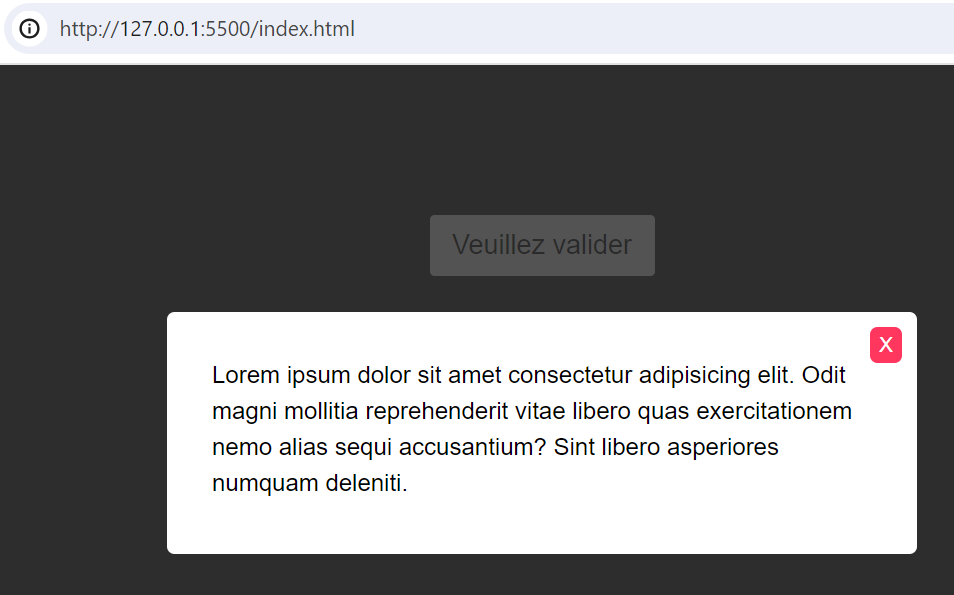 http://127.0.0.1:5500/index.html
Veuillez valider
X
Lorem ipsum dolor sit amet consectetur adipisicing elit. Odit
magni mollitia reprehenderit vitae libero quas exercitationem
nemo alias sequi accusantium? Sint libero asperiores
numquam deleniti.